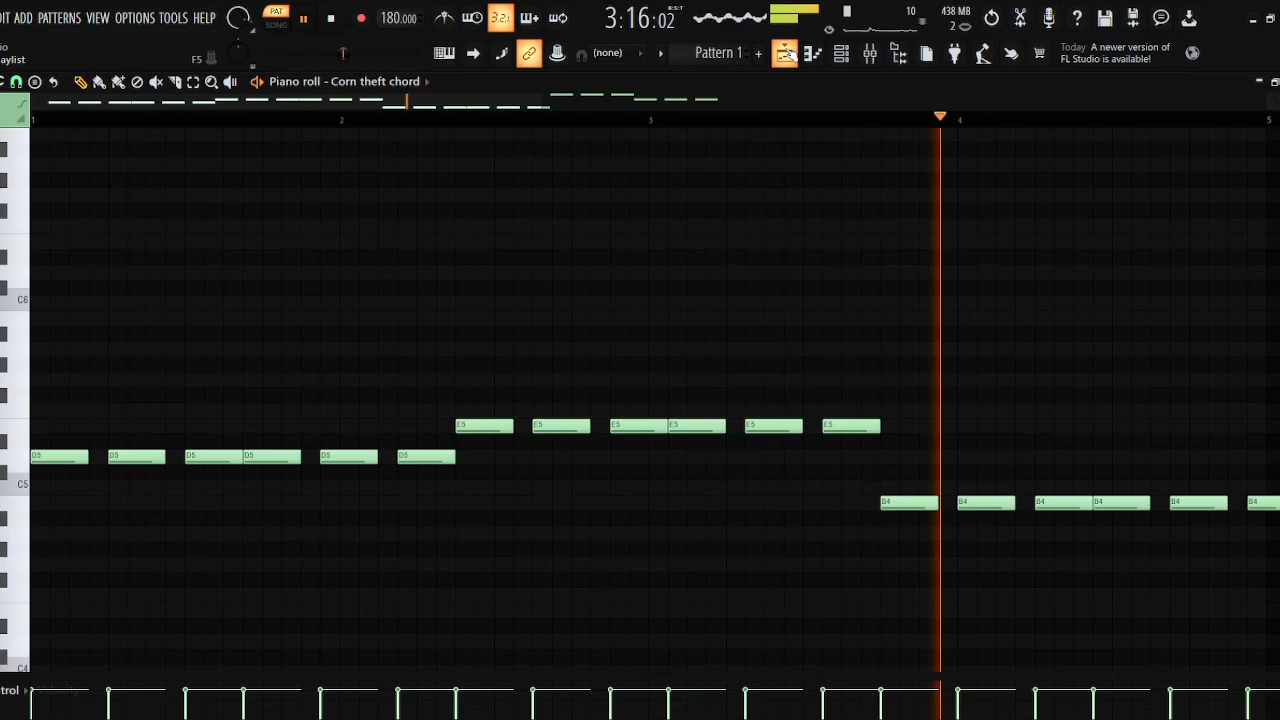 IT ADD PATTERNS VIEW OPTIONS TOOLS HELP
PAT
SONG
180.000
3.2.
3:16:02
B:S:T
10
438 MB
2
io
aylist
F5
(none)
Pattern 1
Today A newer version of
FL Studio is available!
Piano roll - Corn theft chord
1 2 3 4 5
C6
E5 E5 E5 E5 E5 E5
D5 D5 D5 D5 D5 D5
C5
B4 B4 B4 B4 B4 B4
C4
trol Velocity